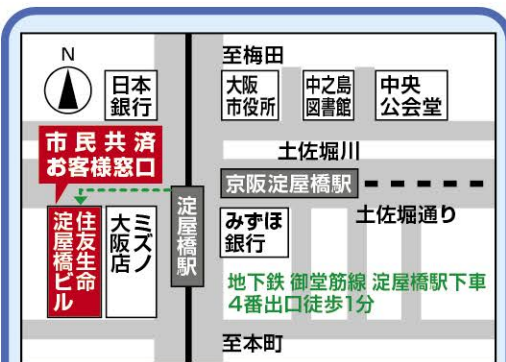 N
至梅田
日本
銀行
大阪
市役所
中之島
図書館
中央
公会堂
市民共済
お客様窓口
土佐堀川
京阪淀屋橋駅
土佐堀通り
住友生命
淀屋橋ビル
ミズノ
大阪店
淀屋橋駅
みずほ
銀行
地下鉄 御堂筋線 淀屋橋駅下車
4番出口徒歩1分
至本町